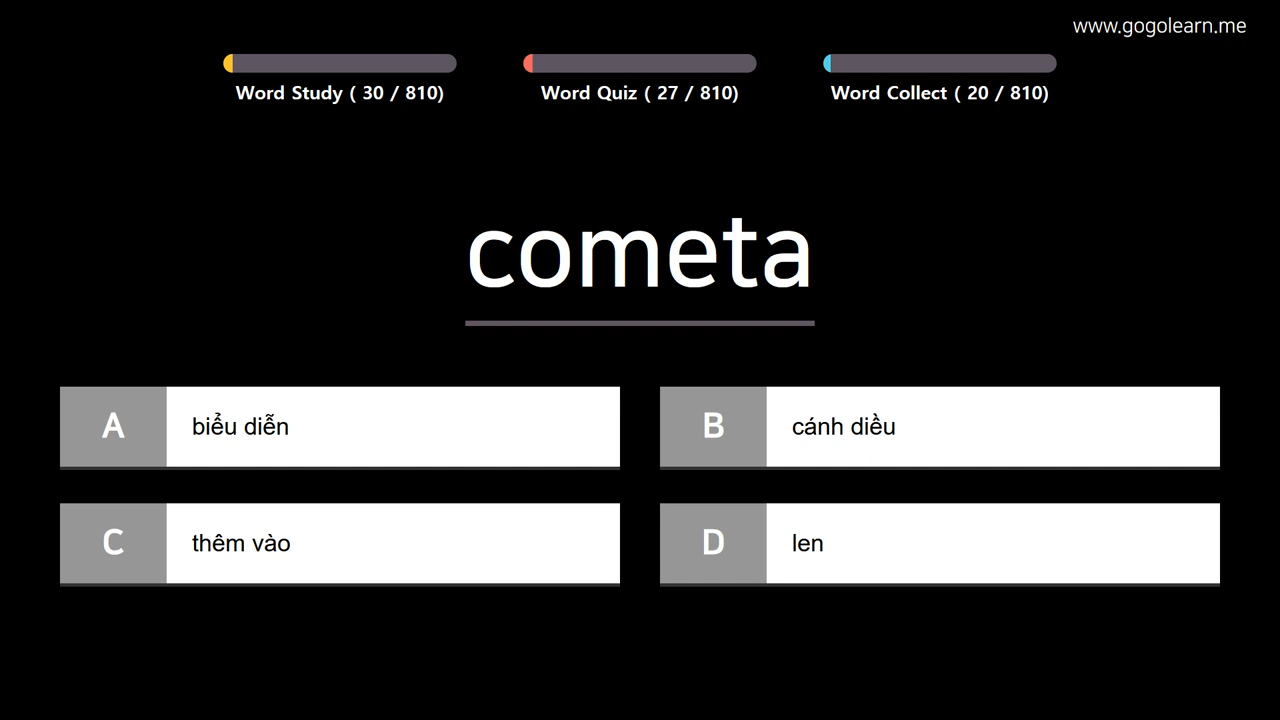 www.gogolearn.me
Word Study ( 30 / 810)
Word Quiz ( 27 / 810)
Word Collect ( 20 / 810)
cometa
A biểu diễn
B cánh diều
C thêm vào
D len